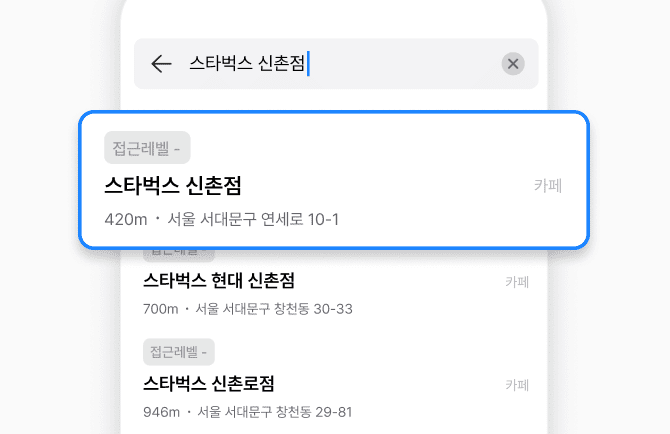 스타벅스 신촌점
접근레벨 -
스타벅스 신촌점
카페
420m · 서울 서대문구 연세로 10-1
접근레벨 -
스타벅스 현대 신촌점
카페
700m · 서울 서대문구 창천동 30-33
접근레벨 -
스타벅스 신촌로점
카페
946m · 서울 서대문구 창천동 29-81